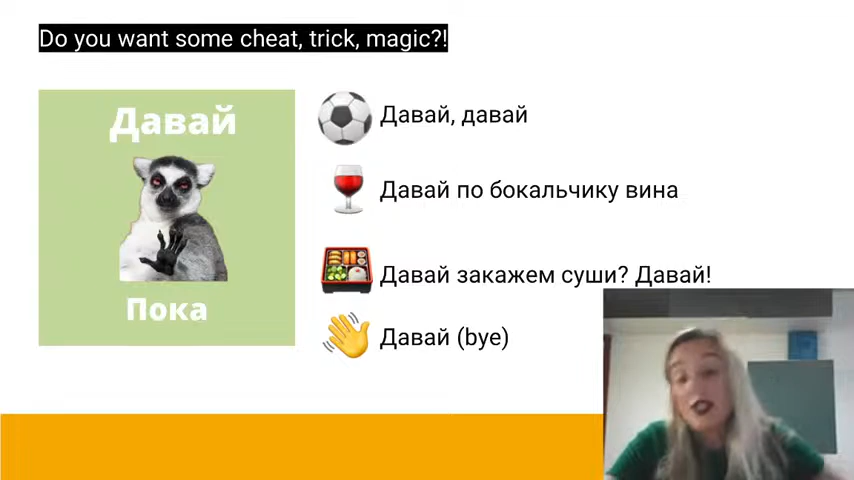 Do you want some cheat, trick, magic?!
Давай
Пока
Давай, давай
Давай по бокальчику вина
Давай закажем суши? Давай!
Давай (bye)